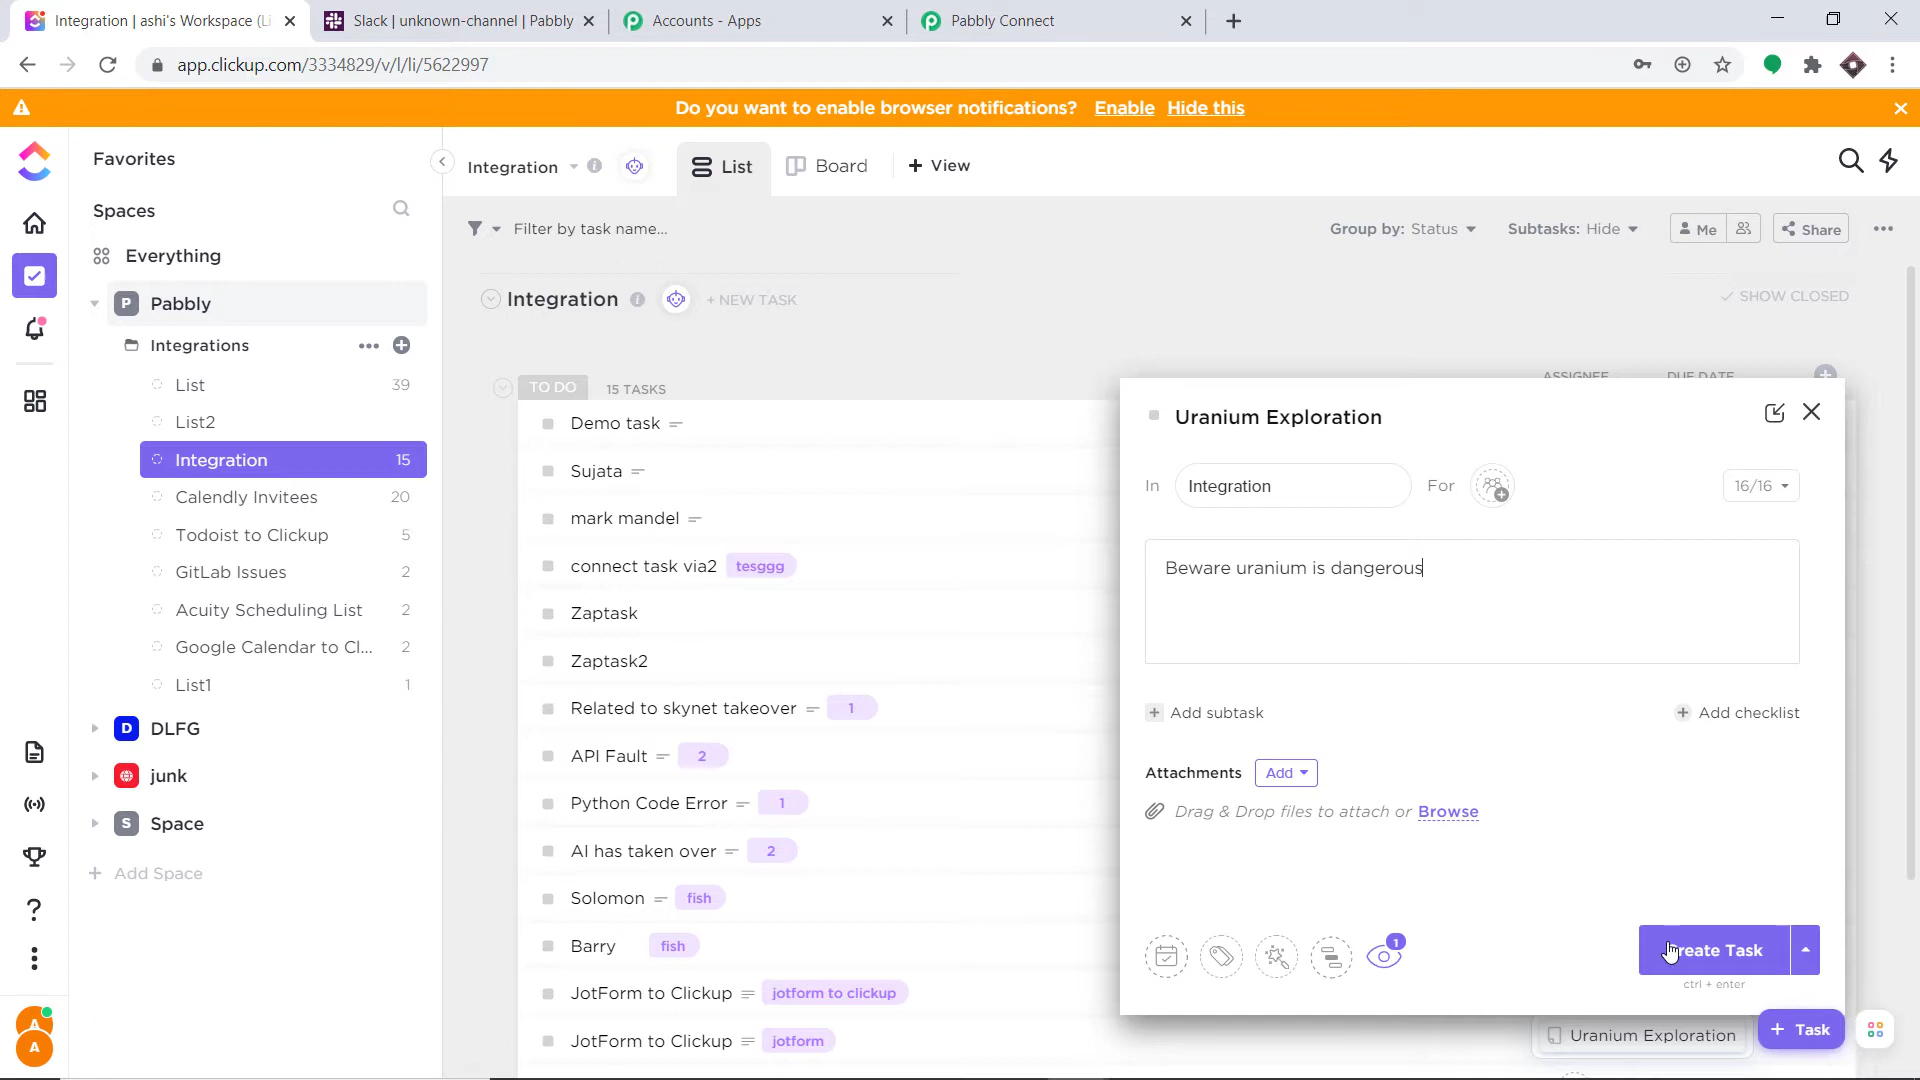 Integration | ashi's Workspace (Li
Slack | unknown-channel | Pabbly
Accounts - Apps
Pabbly Connect
app.clickup.com/3334829/v/l/li/5622997
Do you want to enable browser notifications? Enable Hide this
Favorites
Spaces
Everything
P Pabbly
Integrations
List 39
List2
Integration 15
Calendly Invitees 20
Todoist to Clickup 5
GitLab Issues 2
Acuity Scheduling List 2
Google Calendar to Cl... 2
List1 1
D DLFG
junk
S Space
+ Add Space
A
A
Integration
List
Board
+ View
Filter by task name...
Group by: Status
Subtasks: Hide
Me
Share
Integration
+ NEW TASK
SHOW CLOSED
TO DO 15 TASKS
ASSIGNEE DUE DATE
Demo task
Sujata
mark mandel
connect task via2 tesggg
Zaptask
Zaptask2
Related to skynet takeover 1
API Fault 2
Python Code Error 1
AI has taken over 2
Solomon fish
Barry fish
JotForm to Clickup jotform to clickup
JotForm to Clickup jotform
Uranium Exploration
In Integration For
16/16
Beware uranium is dangerous
+ Add subtask
+ Add checklist
Attachments Add
Drag & Drop files to attach or Browse
1
reate Task
ctrl + enter
Uranium Exploration
+ Task